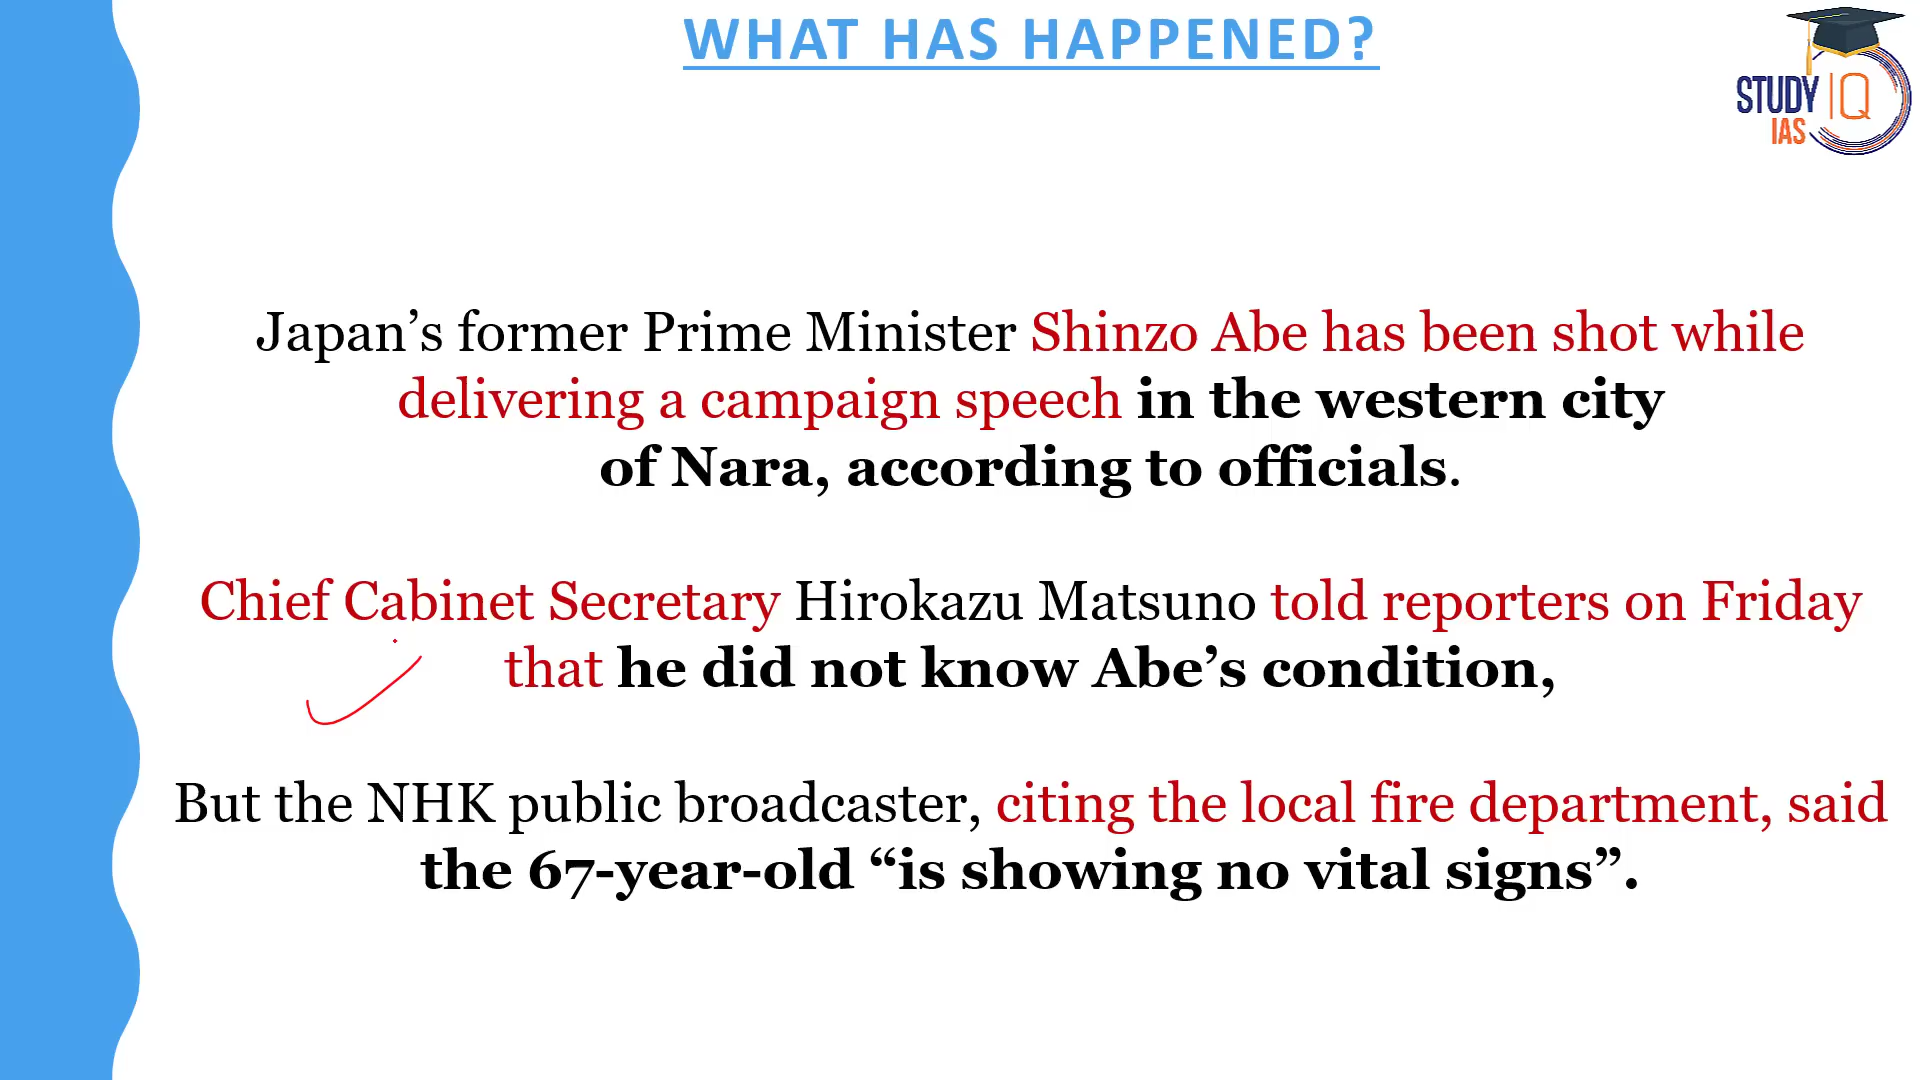 WHAT HAS HAPPENED?
STUDY IQ
IAS
Japan’s former Prime Minister Shinzo Abe has been shot while
delivering a campaign speech in the western city
of Nara, according to officials.
Chief Cabinet Secretary Hirokazu Matsuno told reporters on Friday
that he did not know Abe’s condition,
But the NHK public broadcaster, citing the local fire department, said
the 67-year-old “is showing no vital signs”.